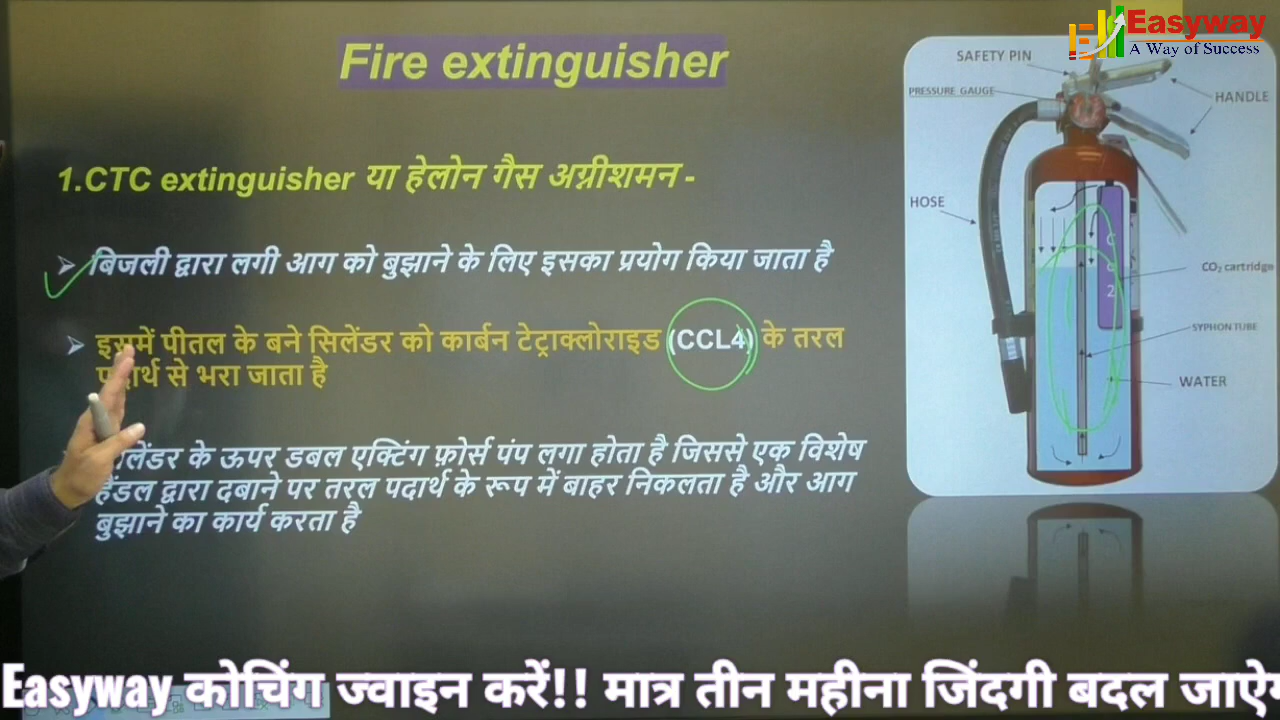 Easyway
A Way of Success
Fire extinguisher
1.CTC extinguisher या हेलोन गैस अग्नीशमन -
बिजली द्वारा लगी आग को बुझाने के लिए इसका प्रयोग किया जाता है
इसमें पीतल के बने सिलेंडर को कार्बन टेट्राक्लोराइड (CCL4) के तरल
पदार्थ से भरा जाता है
के ऊपर डबल एक्टिंग फ़ोर्स पंप लगा होता है जिससे एक विशेष
हैंडल द्वारा दबाने पर तरल पदार्थ के रूप में बाहर निकलता है और आग
बुझाने का कार्य करता है
SAFETY PIN
PRESSURE GAUGE
HANDLE
HOSE
CO₂ cartridge
SYPHON TUBE
WATER
C
O
2
Easyway कोचिंग ज्वाइन करें!! मात्र तीन महीना जिंदगी बदल